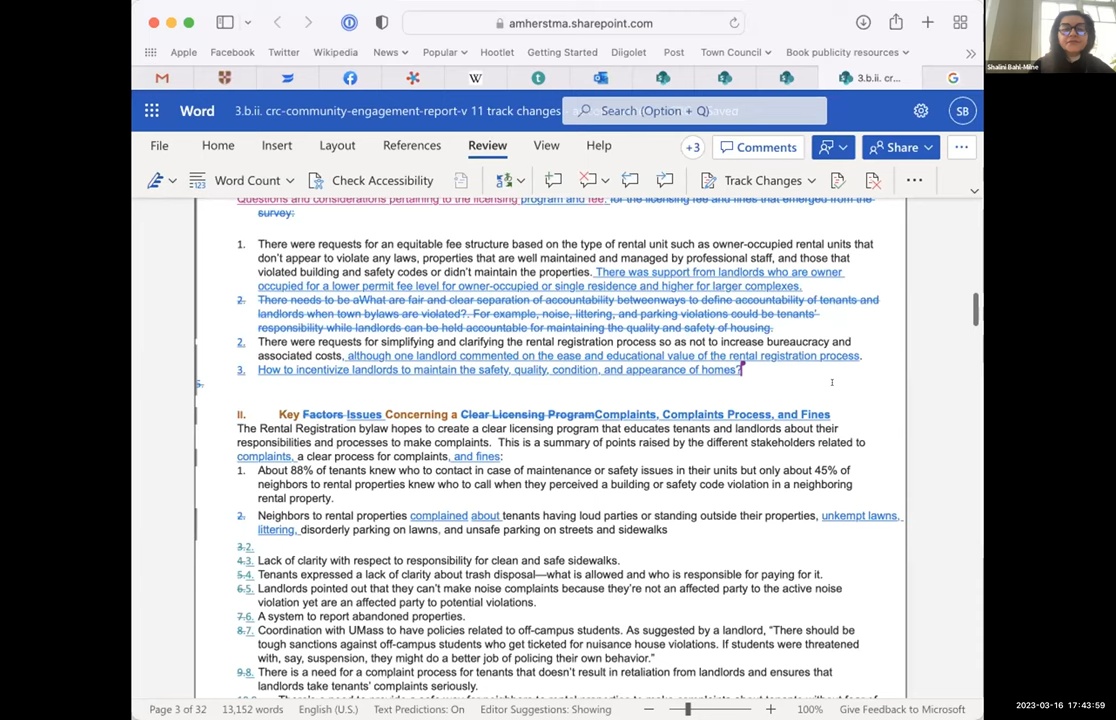 amherstma.sharepoint.com
Apple Facebook Twitter Wikipedia News Popular Hootlet Getting Started Diigolet Post Town Council Book publicity resources
3.b.ii. crc...
Shalini Bahl-Milne
Word 3.b.ii. crc-community-engagement-report-v 11 track changes Search (Option + Q) SB
File Home Insert Layout References Review View Help +3 Comments Share
Word Count Check Accessibility Track Changes
Questions and considerations pertaining to the licensing program and fee. for the licensing fee and fines that emerged from the
survey:
1. There were requests for an equitable fee structure based on the type of rental unit such as owner-occupied rental units that
don't appear to violate any laws, properties that are well maintained and managed by professional staff, and those that
violated building and safety codes or didn't maintain the properties. There was support from landlords who are owner
occupied for a lower permit fee level for owner-occupied or single residence and higher for larger complexes.
2. There needs to be aWhat are fair and clear separation of accountability betweenways to define accountability of tenants and
landlords when town bylaws are violated?. For example, noise, littering, and parking violations could be tenants'
responsibility while landlords can be held accountable for maintaining the quality and safety of housing.
2. There were requests for simplifying and clarifying the rental registration process so as not to increase bureaucracy and
associated costs, although one landlord commented on the ease and educational value of the rental registration process.
3. How to incentivize landlords to maintain the safety, quality, condition, and appearance of homes?
5.
II. Key Factors Issues Concerning a Clear Licensing ProgramComplaints, Complaints Process, and Fines
The Rental Registration bylaw hopes to create a clear licensing program that educates tenants and landlords about their
responsibilities and processes to make complaints. This is a summary of points raised by the different stakeholders related to
complaints, a clear process for complaints, and fines:
1. About 88% of tenants knew who to contact in case of maintenance or safety issues in their units but only about 45% of
neighbors to rental properties knew who to call when they perceived a building or safety code violation in a neighboring
rental property.
2. Neighbors to rental properties complained about tenants having loud parties or standing outside their properties, unkempt lawns,
littering, disorderly parking on lawns, and unsafe parking on streets and sidewalks
3.2.
4.3. Lack of clarity with respect to responsibility for clean and safe sidewalks.
5.4. Tenants expressed a lack of clarity about trash disposal—what is allowed and who is responsible for paying for it.
6.5. Landlords pointed out that they can't make noise complaints because they're not an affected party to the active noise
violation yet are an affected party to potential violations.
7.6. A system to report abandoned properties.
8.7. Coordination with UMass to have policies related to off-campus students. As suggested by a landlord, "There should be
tough sanctions against off-campus students who get ticketed for nuisance house violations. If students were threatened
with, say, suspension, they might do a better job of policing their own behavior."
9.8. There is a need for a complaint process for tenants that doesn't result in retaliation from landlords and ensures that
landlords take tenants' complaints seriously.
Page 3 of 32 13,152 words English (U.S.) Text Predictions: On Editor Suggestions: Showing 100% Give Feedback to Microsoft
2023-03-16 17:43:59